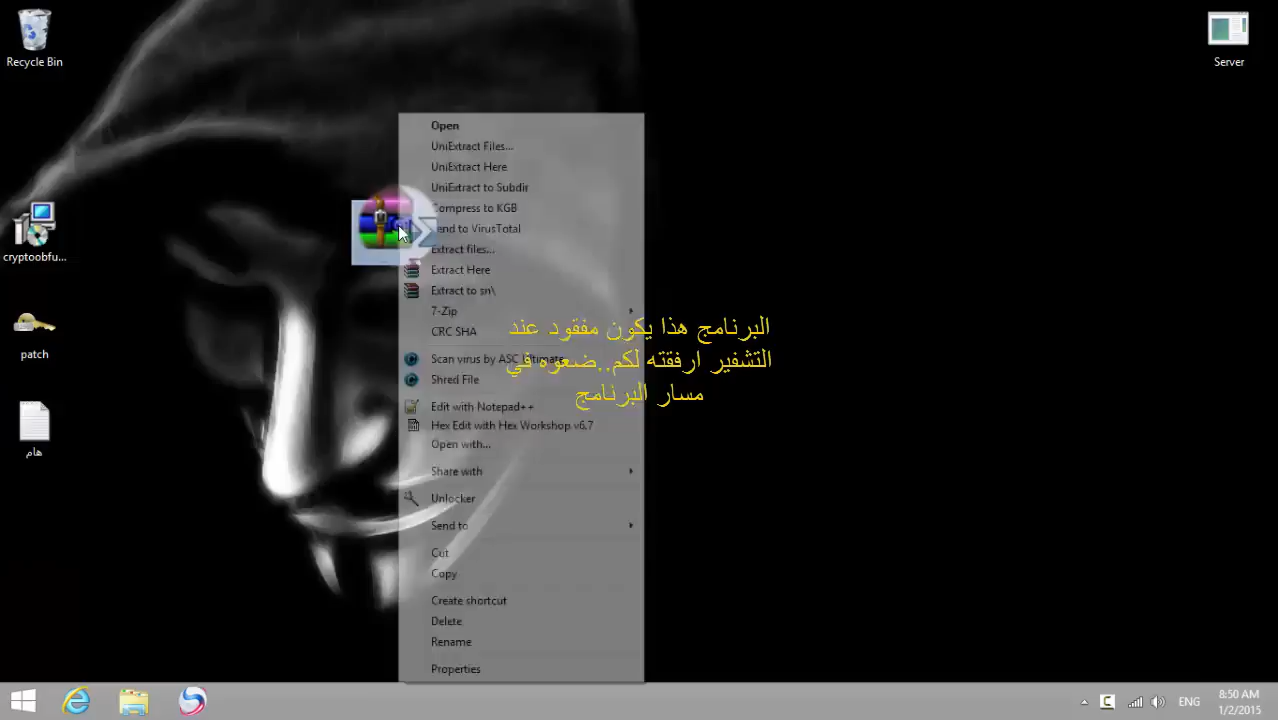 Recycle Bin
Server
Open
UniExtract Files...
UniExtract Here
UniExtract to Subdir
Compress to KGB
Send to VirusTotal
Extract files...
Extract Here
Extract to sn\
7-Zip
CRC SHA
Scan virus by ASC Ultimate
Shred File
Edit with Notepad++
Hex Edit with Hex Workshop v6.7
Open with...
Share with
Unlocker
Send to
Cut
Copy
Create shortcut
Delete
Rename
Properties
cryptoobfu...
patch
هام
البرنامج هذا يكون مفقود عند
التشفير ارفقته لكم..ضعوه في
مسار البرنامج
ENG
8:50 AM
1/2/2015